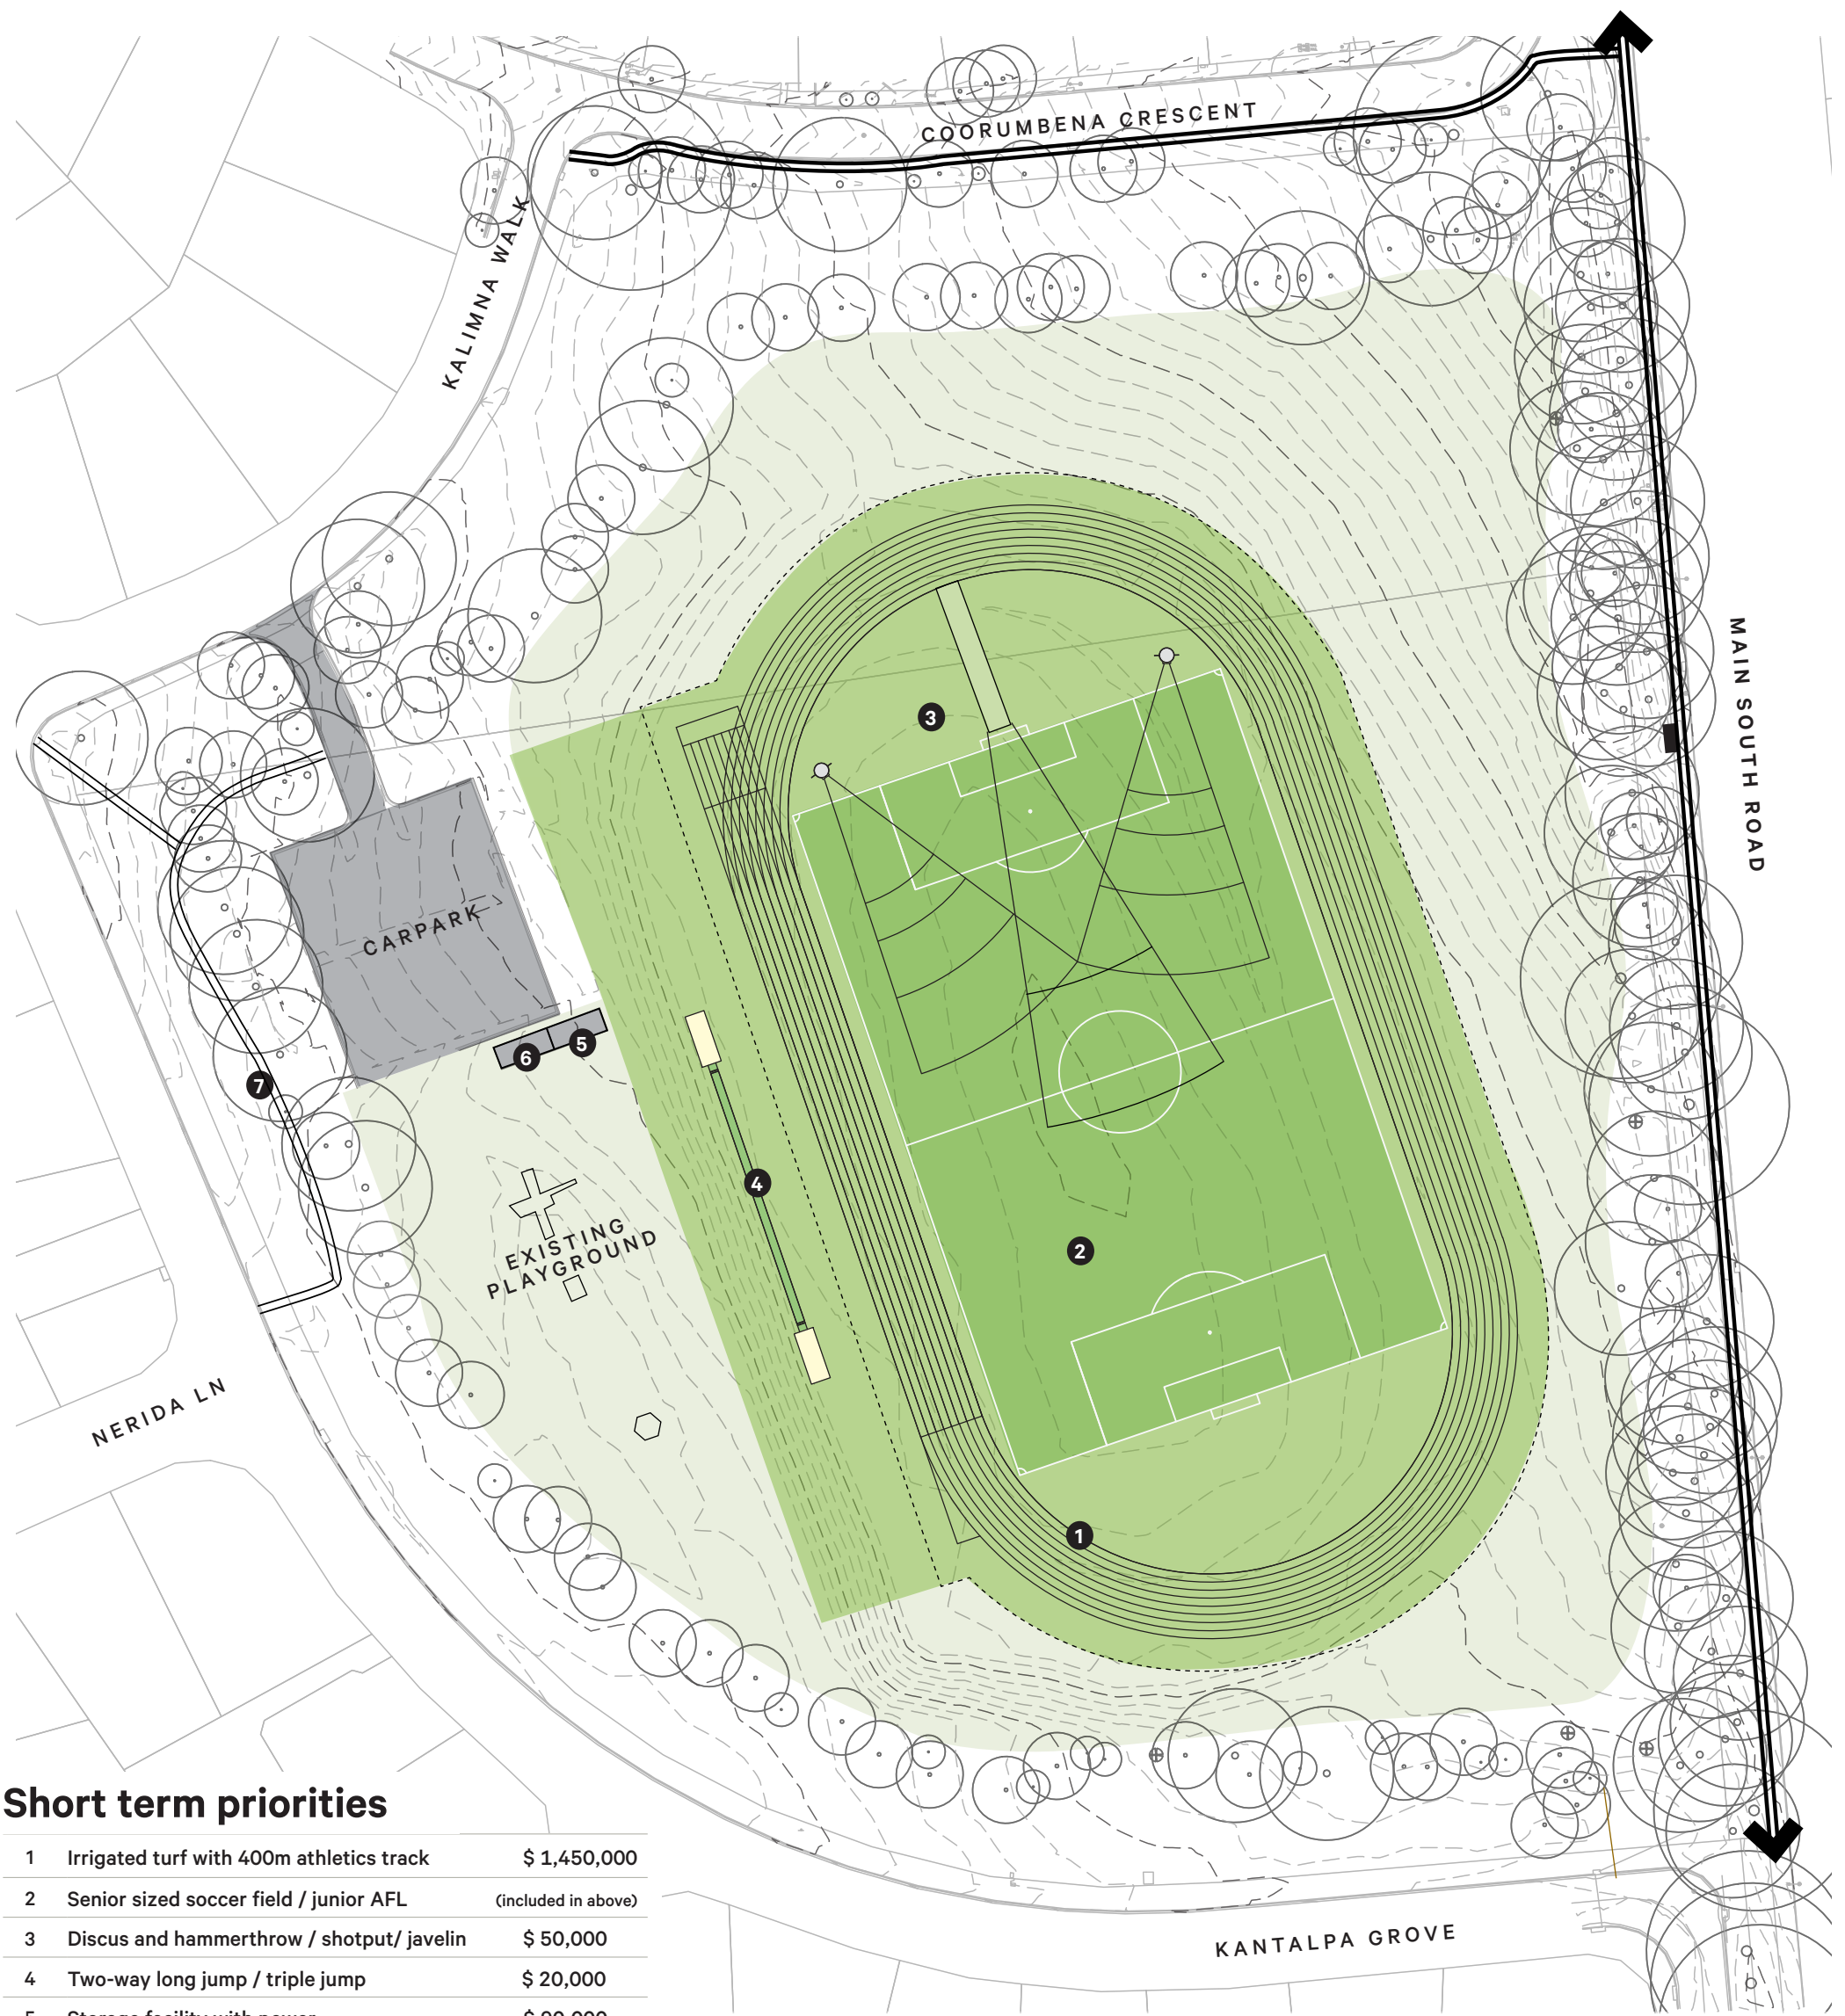 COORUMBENA CRESCENT
KALIMNA WALK
MAIN SOUTH ROAD
3
CARPARK
6
5
7
4
EXISTING
PLAYGROUND
2
NERIDA LN
1
KANTALPA GROVE
Short term priorities
1 Irrigated turf with 400m athletics track $ 1,450,000
2 Senior sized soccer field / junior AFL (included in above)
3 Discus and hammerthrow / shotput/ javelin $ 50,000
4 Two-way long jump / triple jump $ 20,000